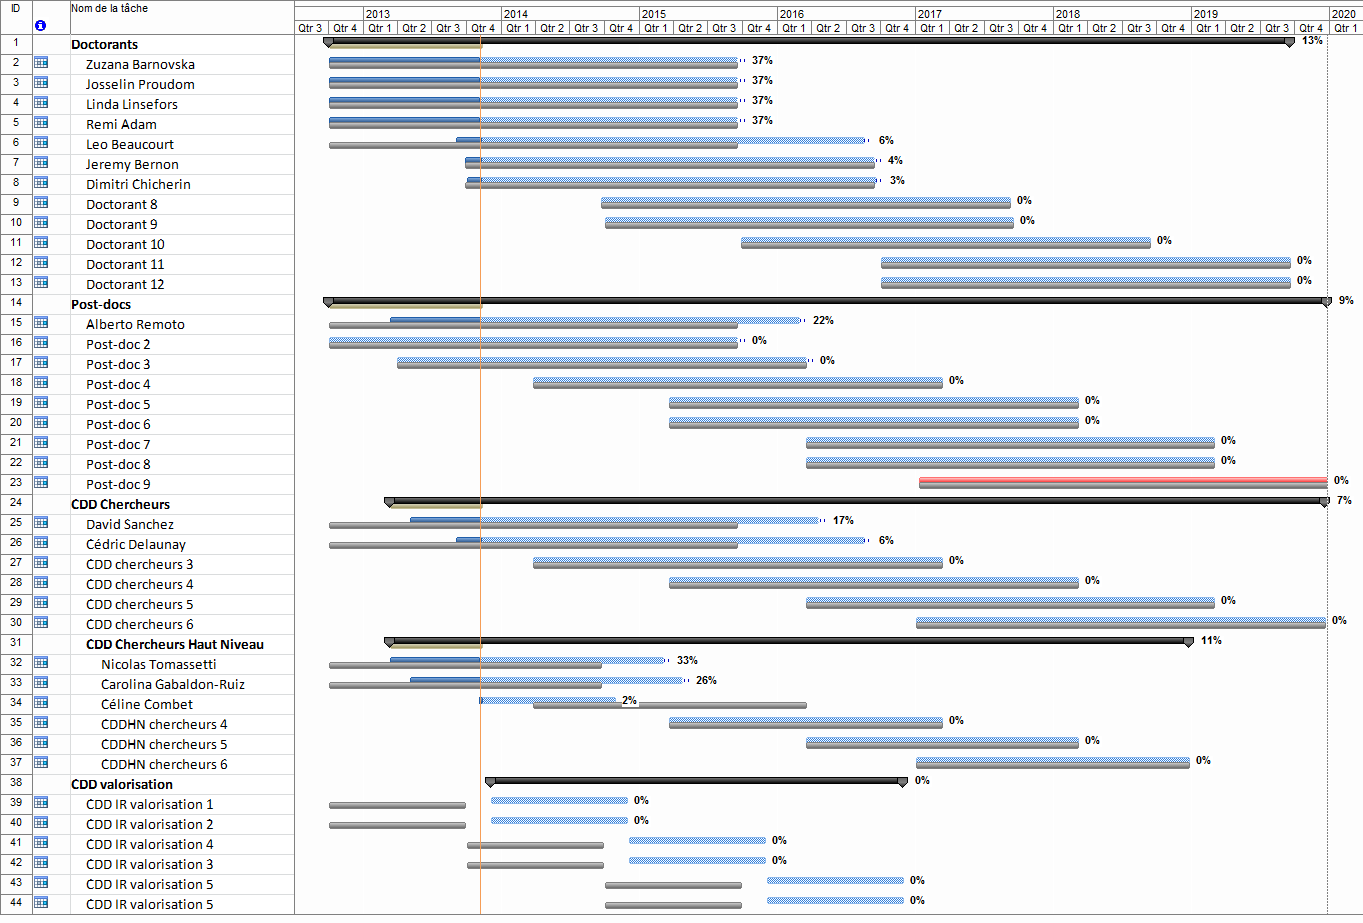 ID Nom de la tâche 2013 2014 2015 2016 2017 2018 2019 2020
Qtr 3 Qtr 4 Qtr 1 Qtr 2 Qtr 3 Qtr 4 Qtr 1 Qtr 2 Qtr 3 Qtr 4 Qtr 1 Qtr 2 Qtr 3 Qtr 4 Qtr 1 Qtr 2 Qtr 3 Qtr 4 Qtr 1 Qtr 2 Qtr 3 Qtr 4 Qtr 1 Qtr 2 Qtr 3 Qtr 4 Qtr 1 Qtr 2 Qtr 3 Qtr 4 Qtr 1
1 Doctorants 13%
2 Zuzana Barnovska 37%
3 Josselin Proudom 37%
4 Linda Linsefors 37%
5 Remi Adam 37%
6 Leo Beaucourt 6%
7 Jeremy Bernon 4%
8 Dimitri Chicherin 3%
9 Doctorant 8 0%
10 Doctorant 9 0%
11 Doctorant 10 0%
12 Doctorant 11 0%
13 Doctorant 12 0%
14 Post-docs 9%
15 Alberto Remoto 22%
16 Post-doc 2 0%
17 Post-doc 3 0%
18 Post-doc 4 0%
19 Post-doc 5 0%
20 Post-doc 6 0%
21 Post-doc 7 0%
22 Post-doc 8 0%
23 Post-doc 9 0%
24 CDD Chercheurs 7%
25 David Sanchez 17%
26 Cédric Delaunay 6%
27 CDD chercheurs 3 0%
28 CDD chercheurs 4 0%
29 CDD chercheurs 5 0%
30 CDD chercheurs 6 0%
31 CDD Chercheurs Haut Niveau 11%
32 Nicolas Tomassetti 33%
33 Carolina Gabaldon-Ruiz 26%
34 Céline Combet 2%
35 CDDHN chercheurs 4 0%
36 CDDHN chercheurs 5 0%
37 CDDHN chercheurs 6 0%
38 CDD valorisation 0%
39 CDD IR valorisation 1 0%
40 CDD IR valorisation 2 0%
41 CDD IR valorisation 4 0%
42 CDD IR valorisation 3 0%
43 CDD IR valorisation 5 0%
44 CDD IR valorisation 5 0%